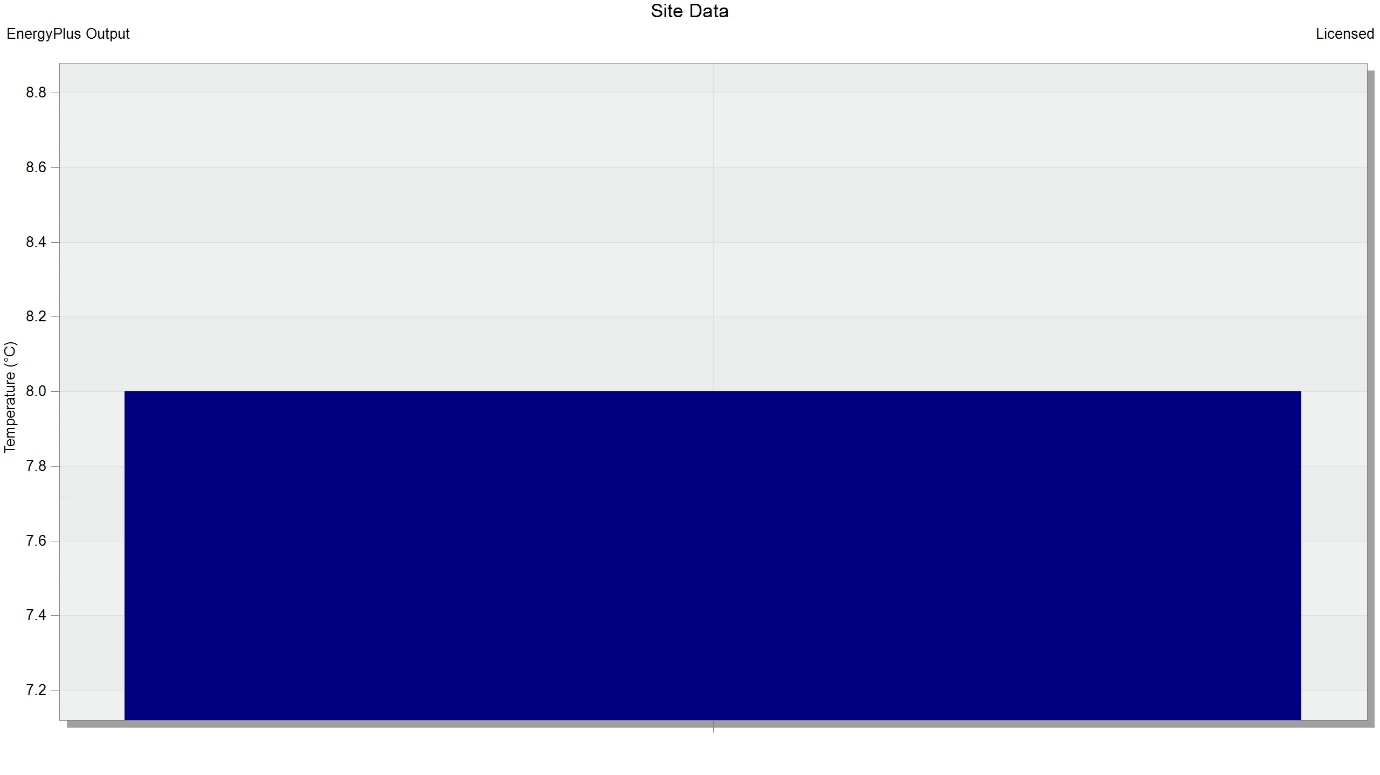 Site Data
EnergyPlus Output
Licensed
8.8
8.6
8.4
8.2
8.0
7.8
7.6
7.4
7.2
Temperature (°C)